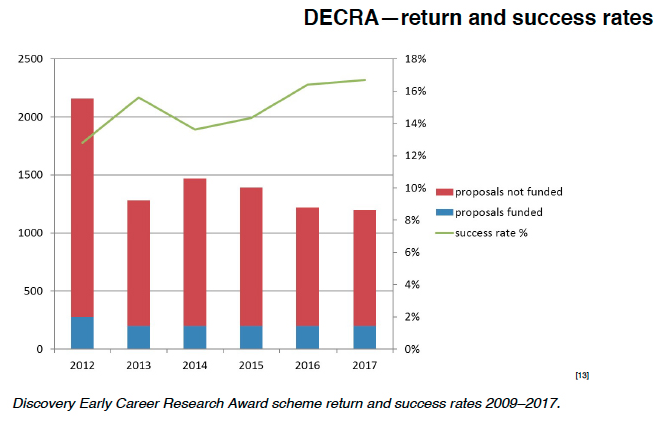 DECRA—return and success rates
2500
2000
1500
1000
500
0
18%
16%
14%
12%
10%
8%
6%
4%
2%
0%
2012 2013 2014 2015 2016 2017
proposals not funded
proposals funded
success rate %
[13]
Discovery Early Career Research Award scheme return and success rates 2009–2017.